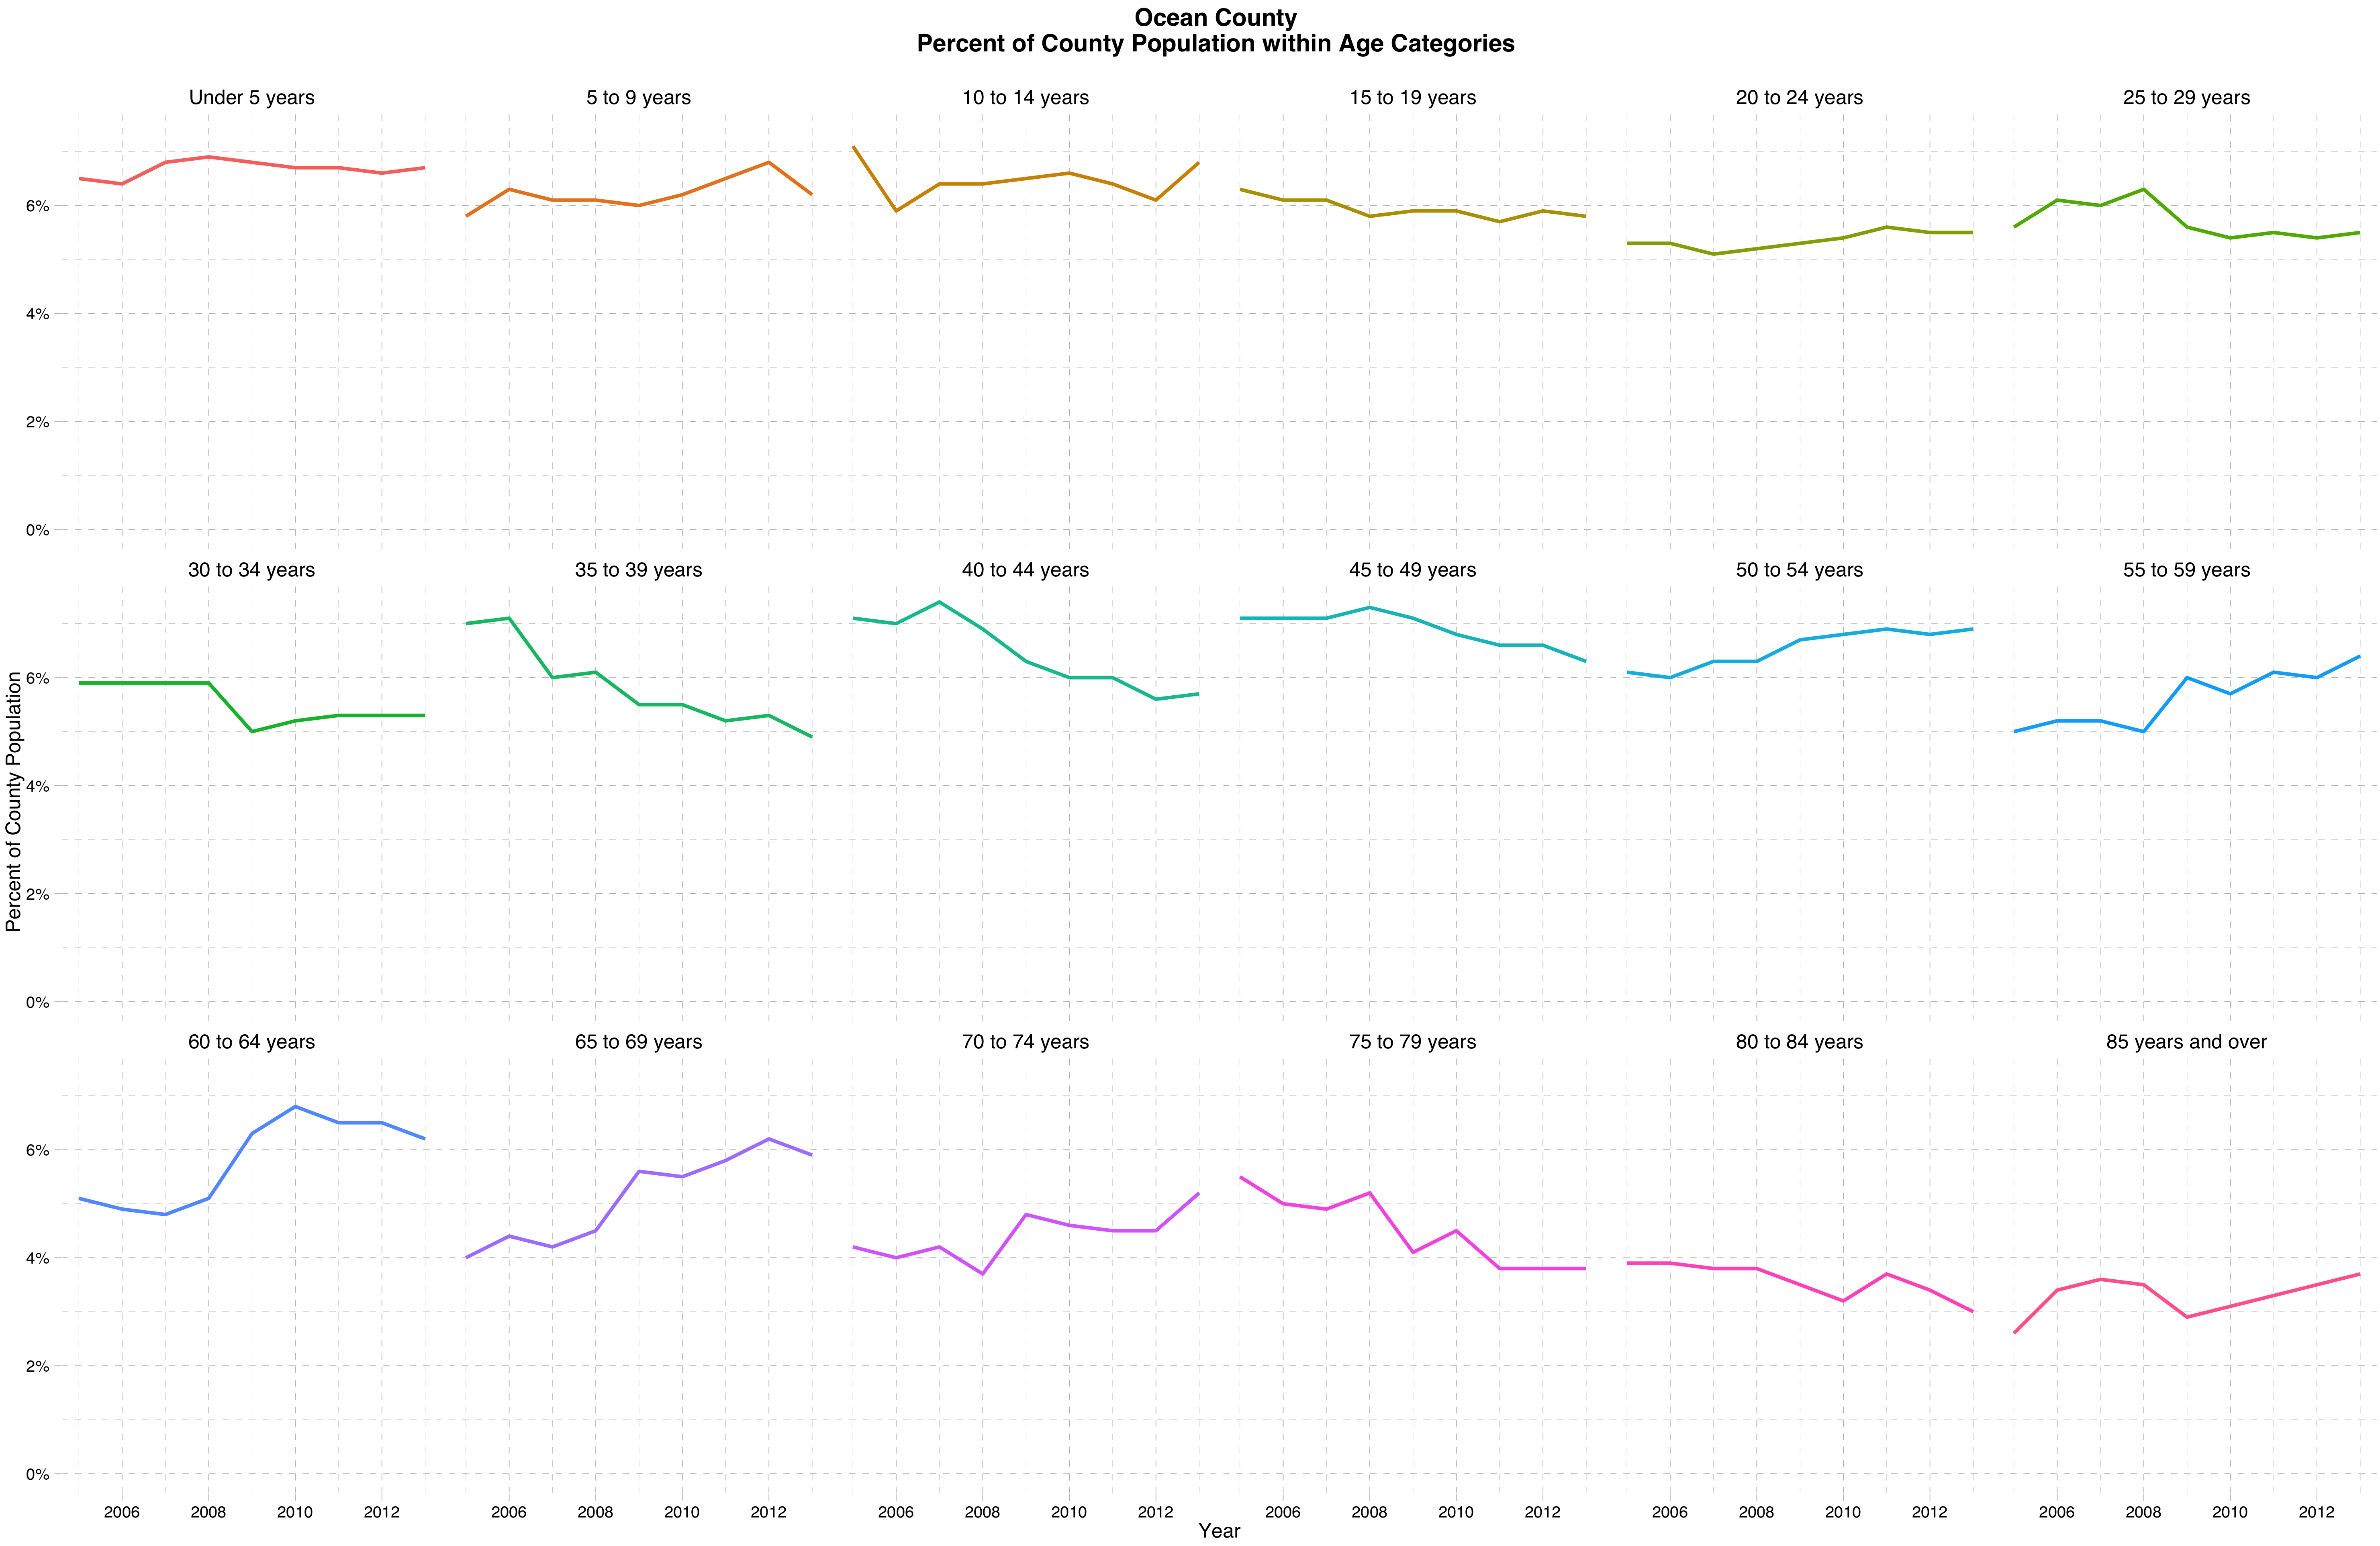 Ocean County
Percent of County Population within Age Categories
Under 5 years
5 to 9 years
10 to 14 years
15 to 19 years
20 to 24 years
25 to 29 years
6%
4%
2%
0%
30 to 34 years
35 to 39 years
40 to 44 years
45 to 49 years
50 to 54 years
55 to 59 years
Percent of County Population
6%
4%
2%
0%
60 to 64 years
65 to 69 years
70 to 74 years
75 to 79 years
80 to 84 years
85 years and over
6%
4%
2%
0%
2006 2008 2010 2012
2006 2008 2010 2012
2006 2008 2010 2012
2006 2008 2010 2012
2006 2008 2010 2012
2006 2008 2010 2012
Year